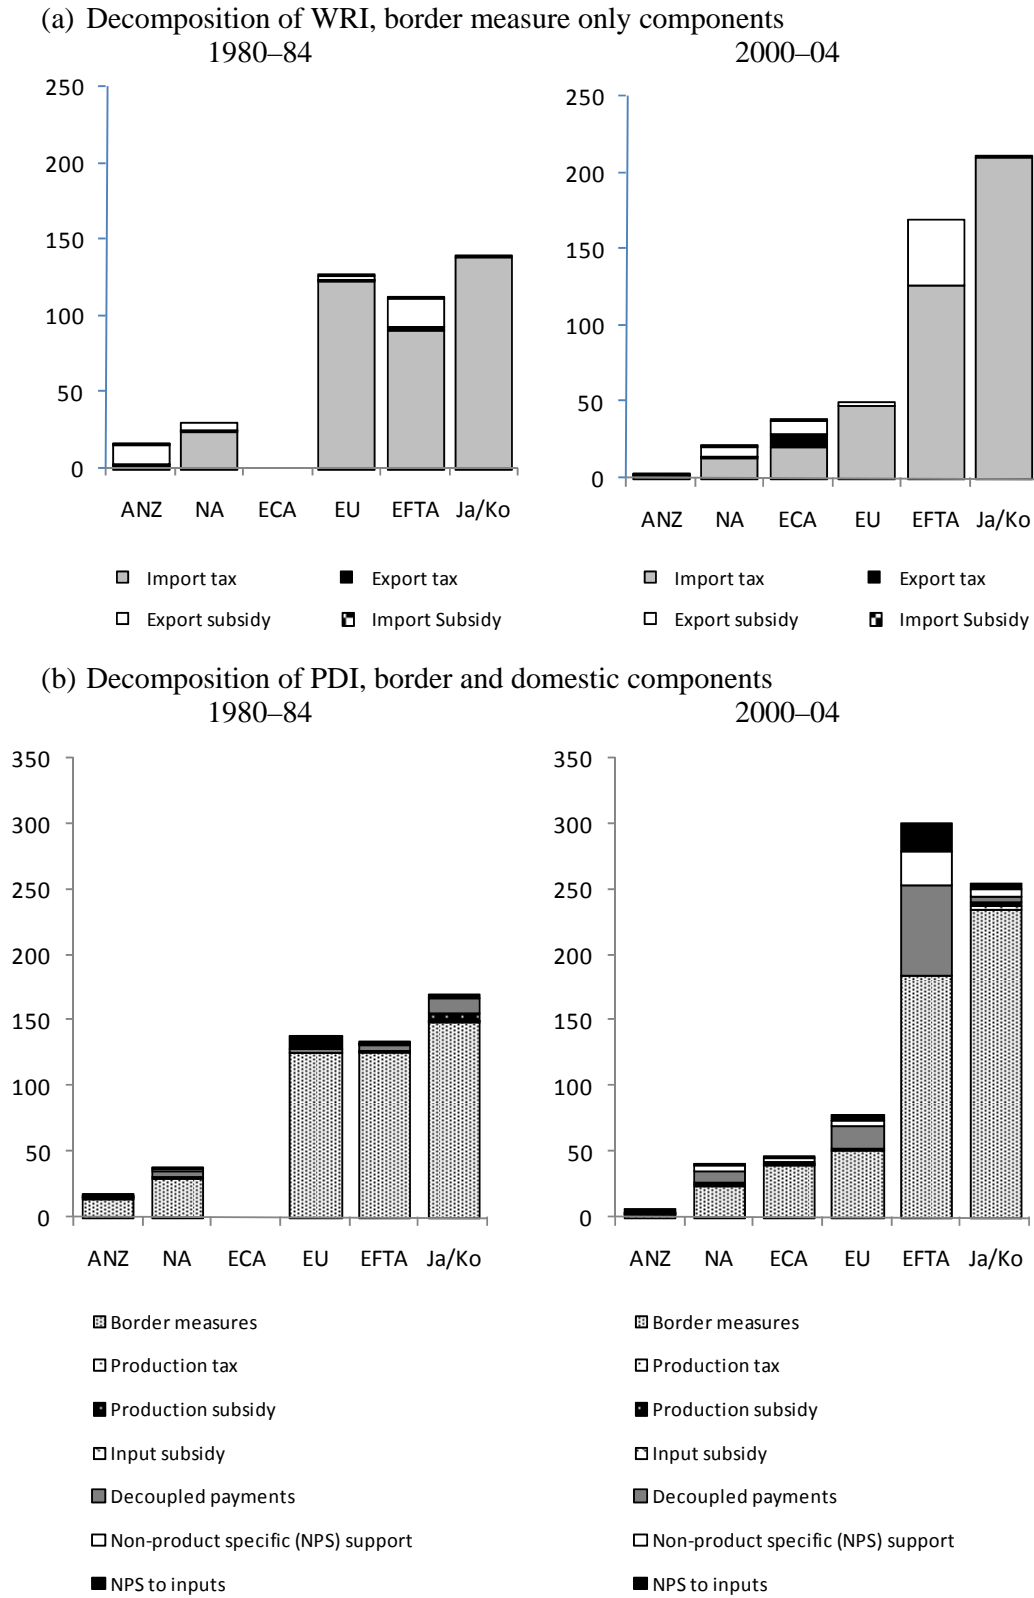 (a) Decomposition of WRI, border measure only components
1980–84
2000–04
250
200
150
100
50
0
ANZ NA ECA EU EFTA Ja/Ko
Import tax Export tax
Export subsidy Import Subsidy
250
200
150
100
50
0
ANZ NA ECA EU EFTA Ja/Ko
Import tax Export tax
Export subsidy Import Subsidy
(b) Decomposition of PDI, border and domestic components
1980–84
2000–04
350
300
250
200
150
100
50
0
ANZ NA ECA EU EFTA Ja/Ko
Border measures
Production tax
Production subsidy
Input subsidy
Decoupled payments
Non-product specific (NPS) support
NPS to inputs
350
300
250
200
150
100
50
0
ANZ NA ECA EU EFTA Ja/Ko
Border measures
Production tax
Production subsidy
Input subsidy
Decoupled payments
Non-product specific (NPS) support
NPS to inputs